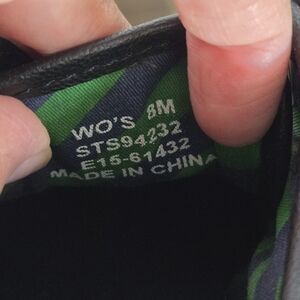 WO'S 8M
STS94232
E15-61432
MADE IN CHINA